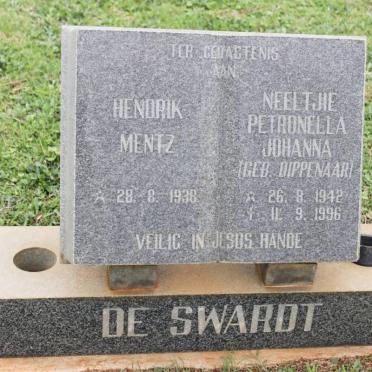 TER GEDAGTENIS
AAN
HENDRIK
MENTZ
☆ 28. 8. 1938
NEELTJIE
PETRONELLA
JOHANNA
(GEB. DIPPENAAR)
☆ 26. 8. 1942
† 11. 9. 1996
VEILIG IN JESUS HANDE
DE SWARDT